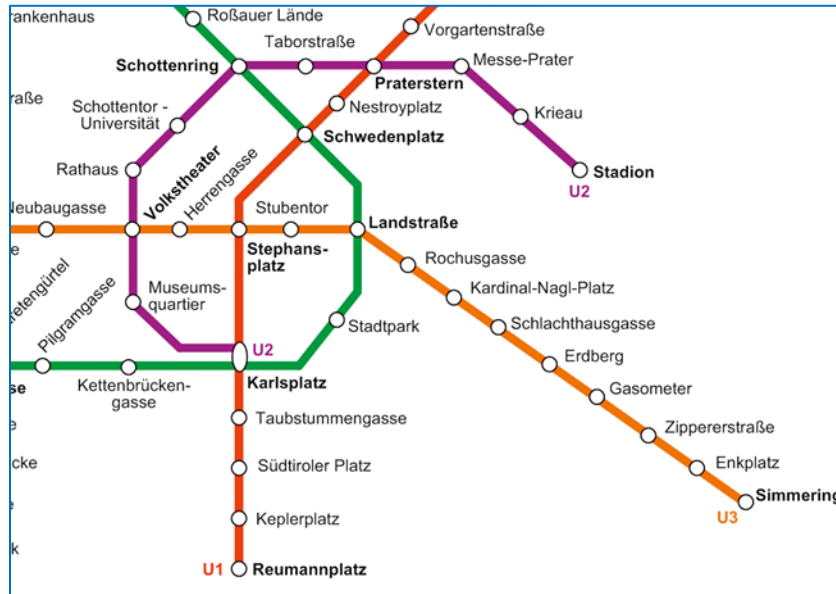 Roßauer Lände
Vorgartenstraße
Taborstraße
Schottenring
Praterstern
Messe-Prater
Nestroyplatz
Schottentor -
Universität
Krieau
Schwedenplatz
Rathaus
Volkstheater
Herrengasse
Stadion
U2
Neubaugasse
Stubentor
Landstraße
Stephans-
platz
Rochusgasse
Museums-
quartier
Kardinal-Nagl-Platz
Pilgramgasse
Stadtpark
Schlachthausgasse
U2
Erdberg
Karlsplatz
Kettenbrücken-
gasse
Gasometer
Taubstummengasse
Zippererstraße
Südtiroler Platz
Enkplatz
Simmering
U3
Keplerplatz
U1
Reumannplatz